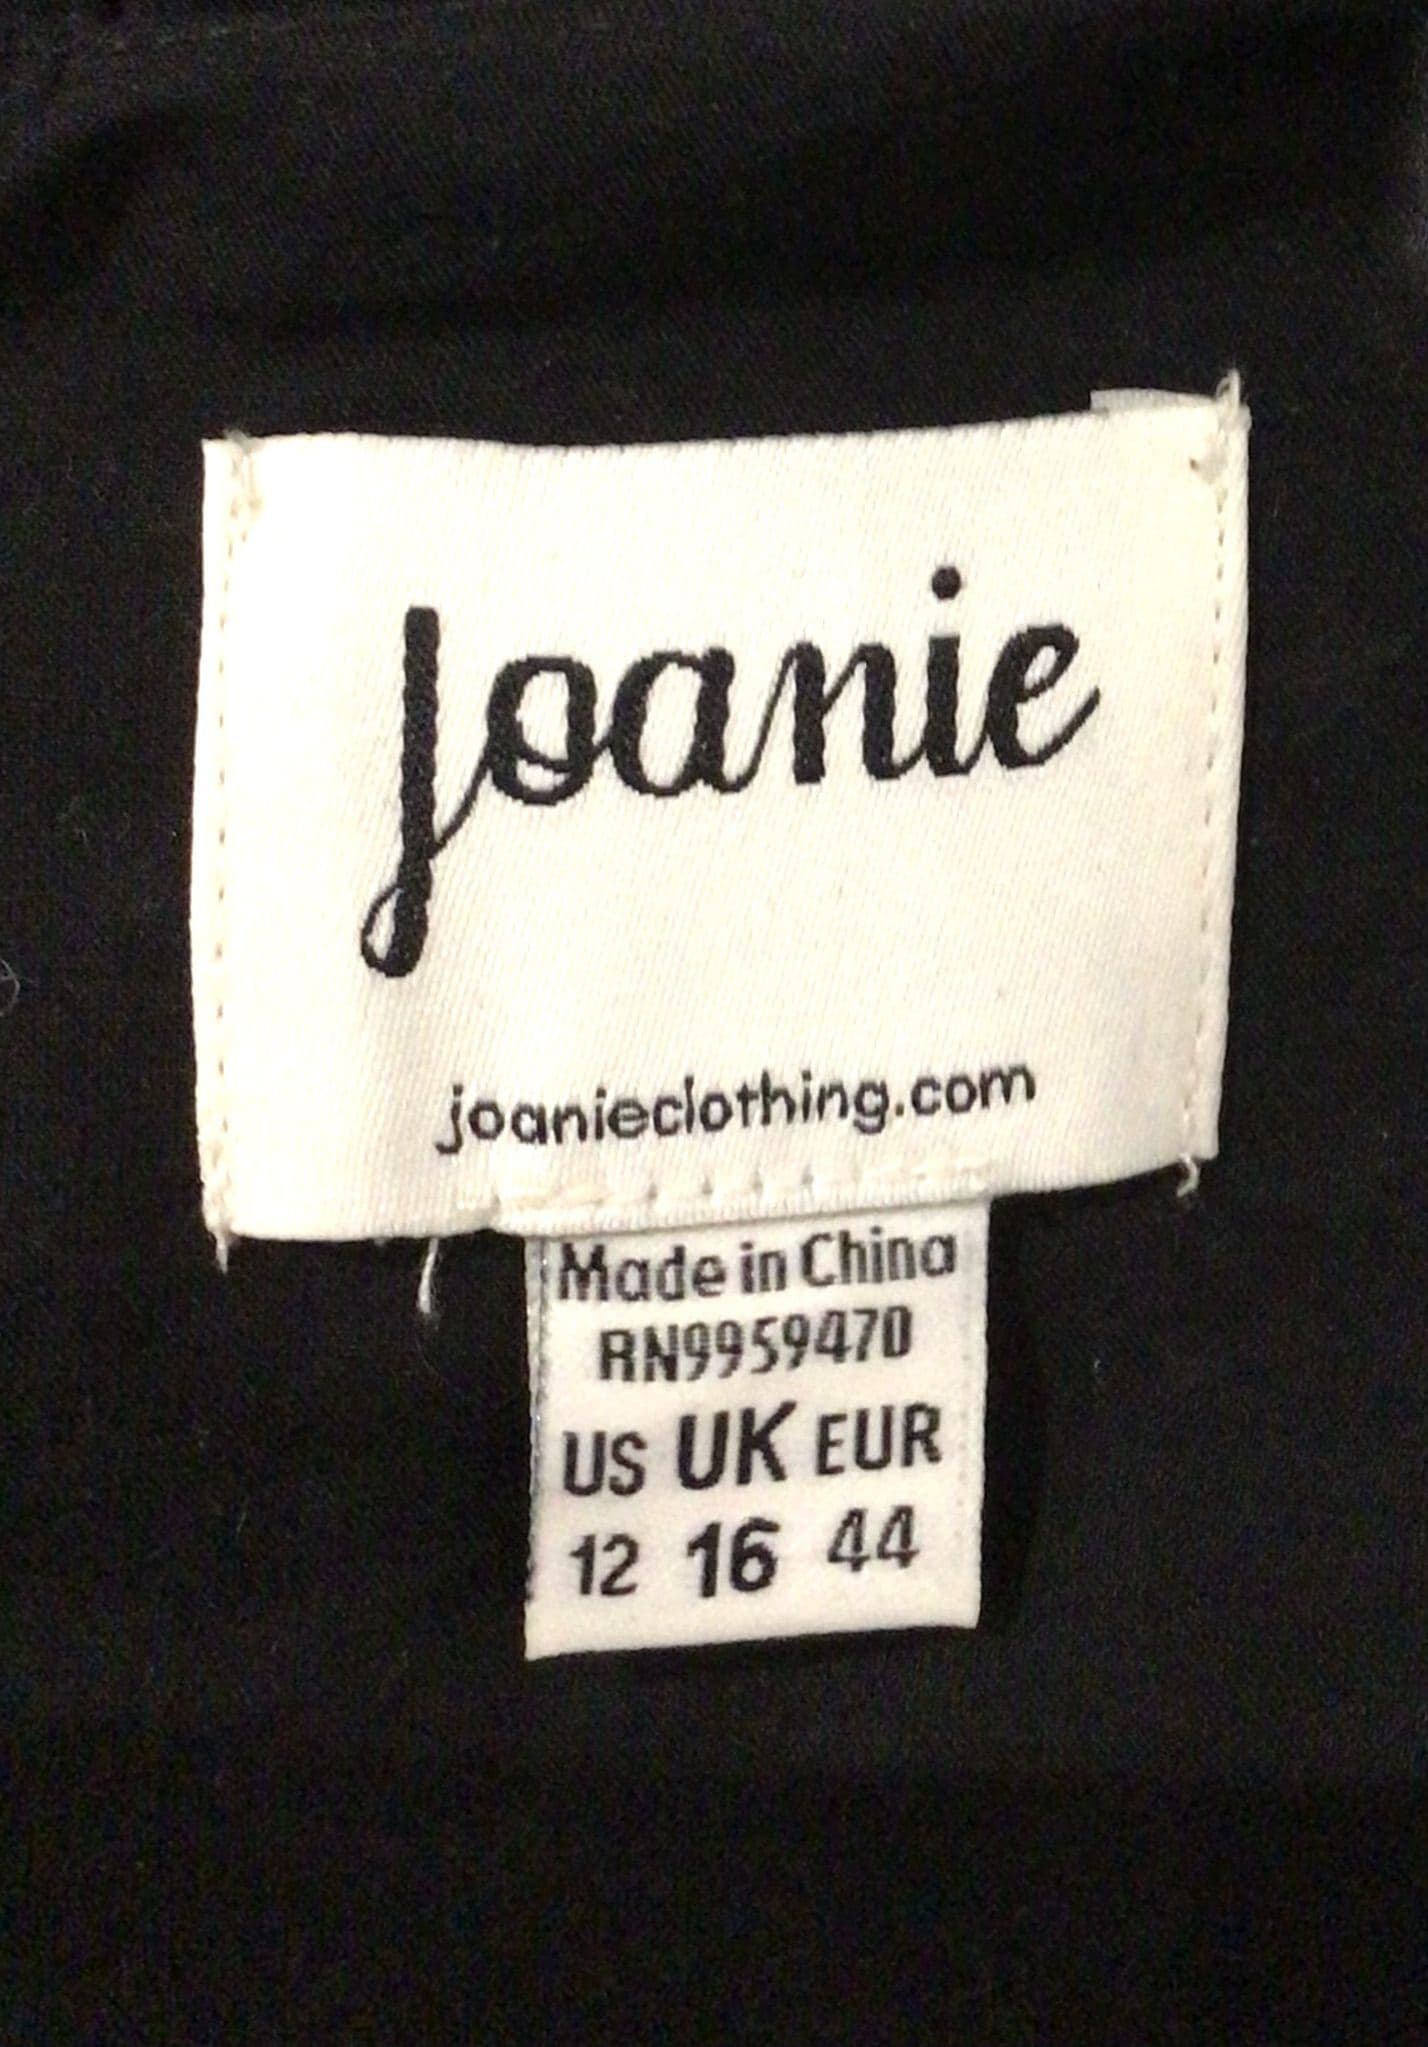 Joanie
joanieclothing.com
Made in China
RN9959470
US UK EUR
12 16 44